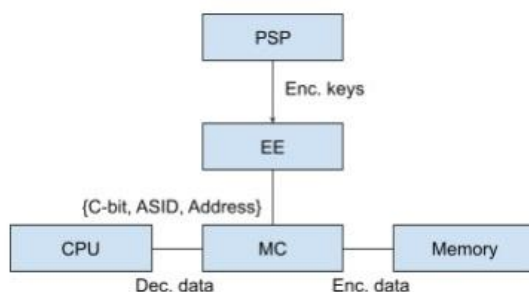 PSP
Enc. keys
EE
{C-bit, ASID, Address}
CPU
MC
Memory
Dec. data
Enc. data